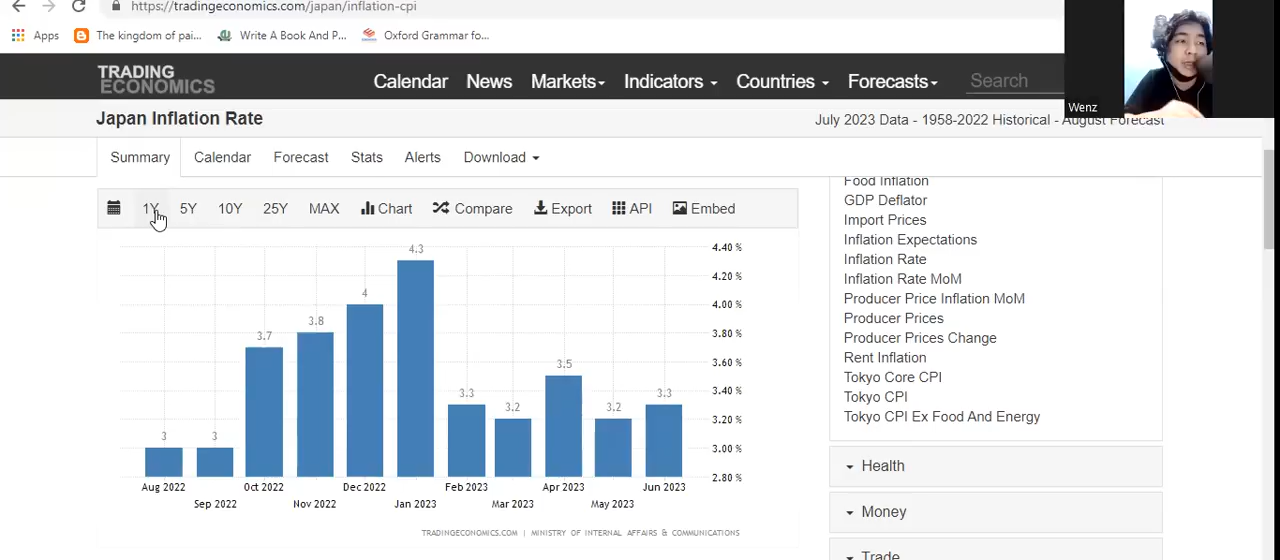 https://tradingeconomics.com/japan/inflation-cpi
Apps The kingdom of pai... Write A Book And P... Oxford Grammar fo...
TRADING
ECONOMICS
Calendar News Markets Indicators Countries Forecasts Search
Wenz
Japan Inflation Rate
July 2023 Data - 1958-2022 Historical - August Forecast
Summary Calendar Forecast Stats Alerts Download
1Y 5Y 10Y 25Y MAX Chart Compare Export API Embed
4.3
4
3.8
3.7
3.5
3.3
3.2
3.2
3.3
3
3
4.40 %
4.20 %
4.00 %
3.80 %
3.60 %
3.40 %
3.20 %
3.00 %
2.80 %
Aug 2022 Oct 2022 Dec 2022 Feb 2023 Apr 2023 Jun 2023
Sep 2022 Nov 2022 Jan 2023 Mar 2023 May 2023
TRADINGECONOMICS.COM | MINISTRY OF INTERNAL AFFAIRS & COMMUNICATIONS
Food Inflation
GDP Deflator
Import Prices
Inflation Expectations
Inflation Rate
Inflation Rate MoM
Producer Price Inflation MoM
Producer Prices
Producer Prices Change
Rent Inflation
Tokyo Core CPI
Tokyo CPI
Tokyo CPI Ex Food And Energy
Health
Money
Trade